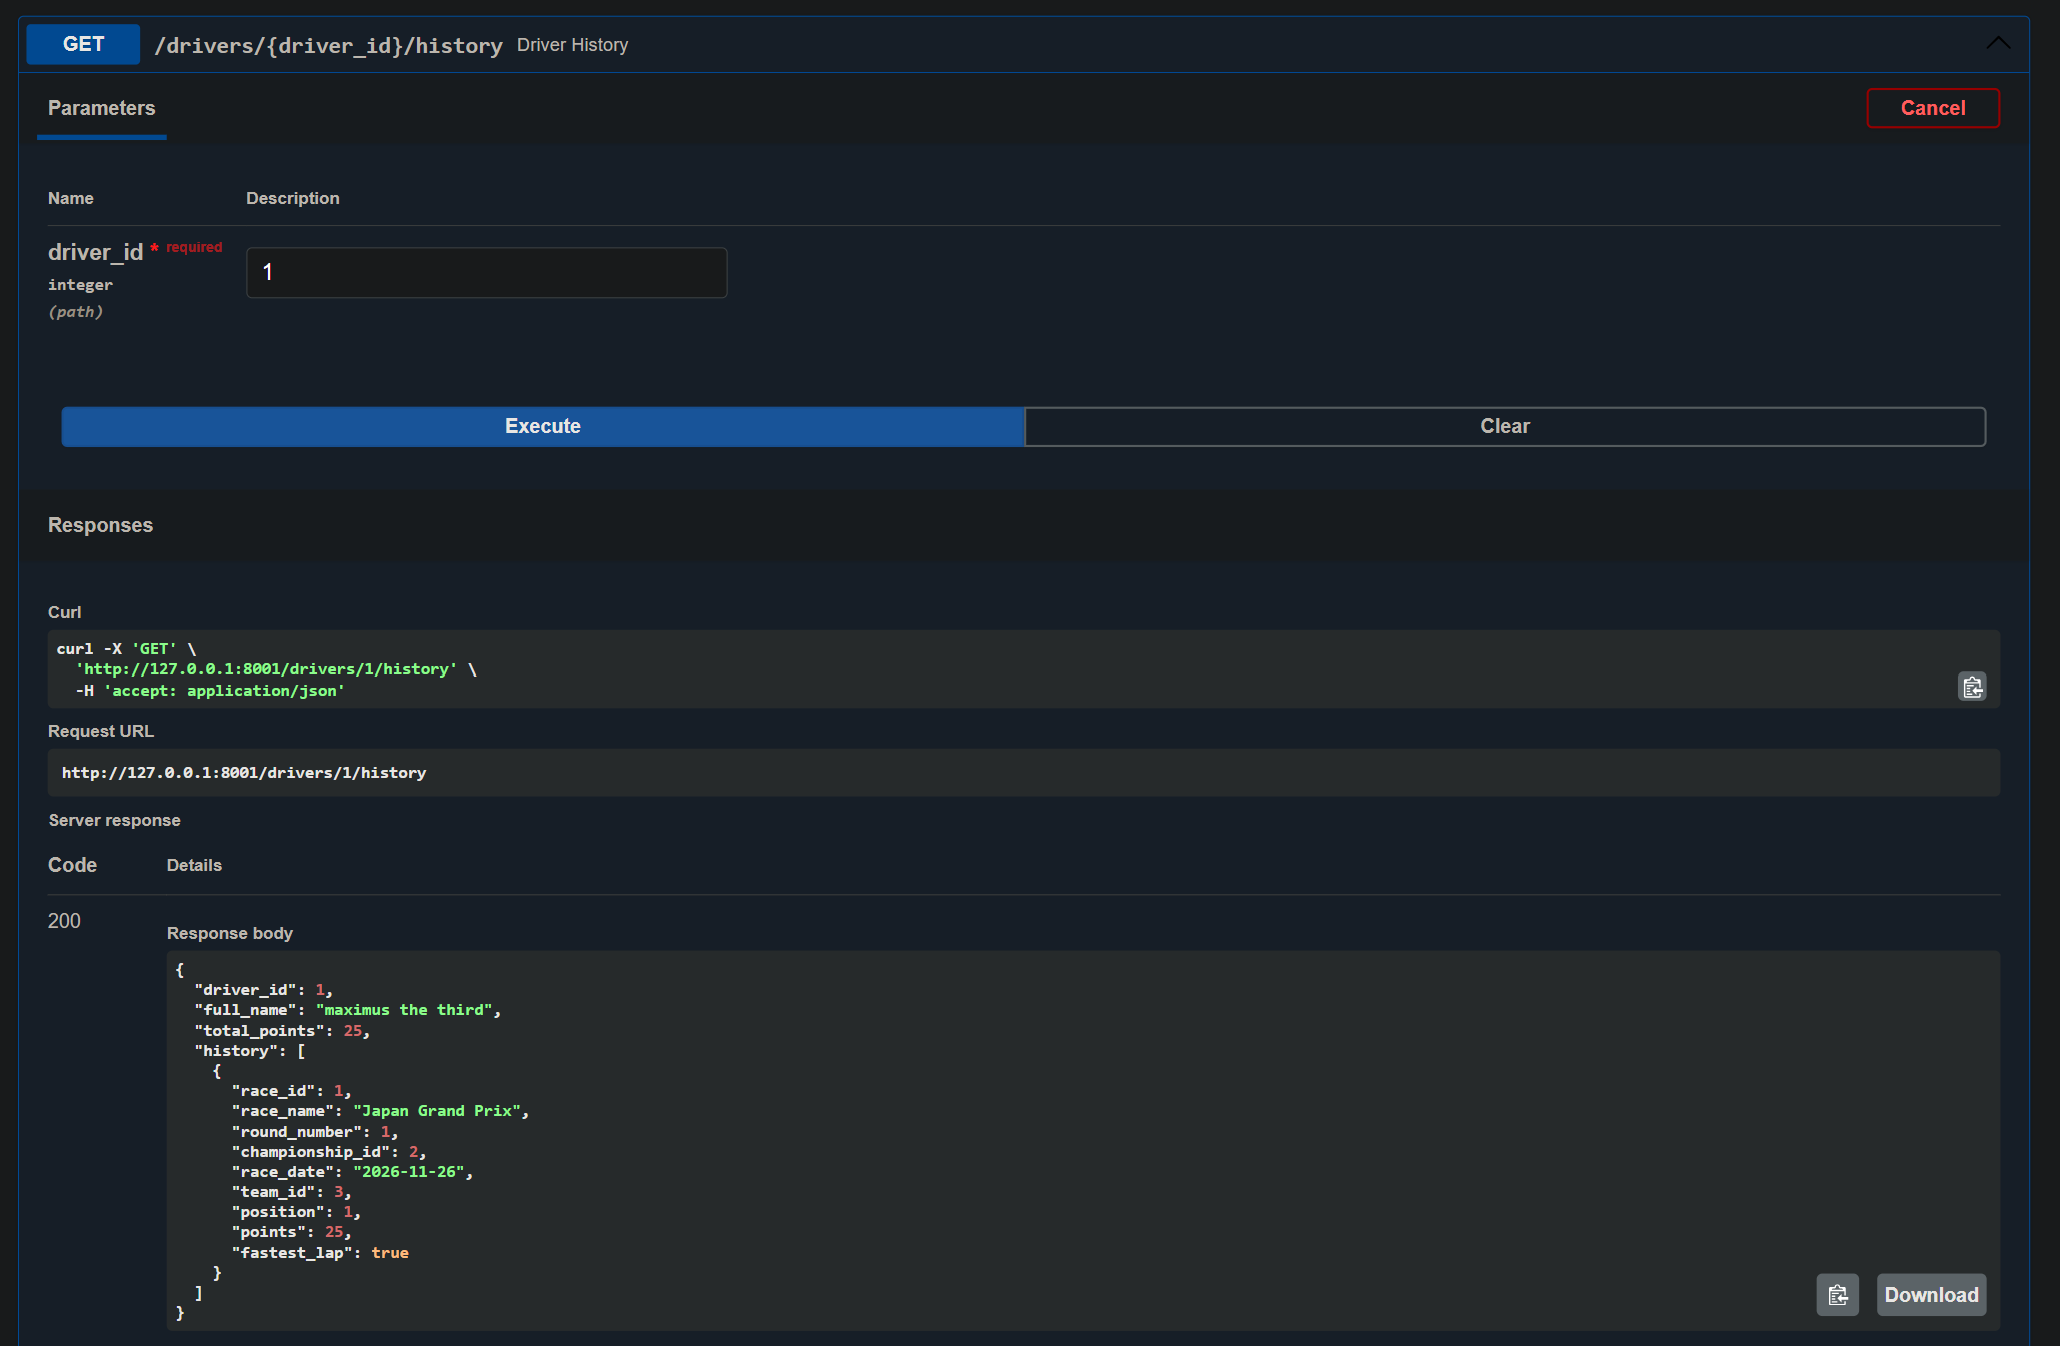 GET /drivers/{driver_id}/history Driver History
Parameters
Cancel
Name Description
driver_id * required
integer
(path)
1
Execute Clear
Responses
Curl
curl -X 'GET' \
  'http://127.0.0.1:8001/drivers/1/history' \
  -H 'accept: application/json'
Request URL
http://127.0.0.1:8001/drivers/1/history
Server response
Code Details
200
Response body
{
  "driver_id": 1,
  "full_name": "maximus the third",
  "total_points": 25,
  "history": [
    {
      "race_id": 1,
      "race_name": "Japan Grand Prix",
      "round_number": 1,
      "championship_id": 2,
      "race_date": "2026-11-26",
      "team_id": 3,
      "position": 1,
      "points": 25,
      "fastest_lap": true
    }
  ]
}
Download